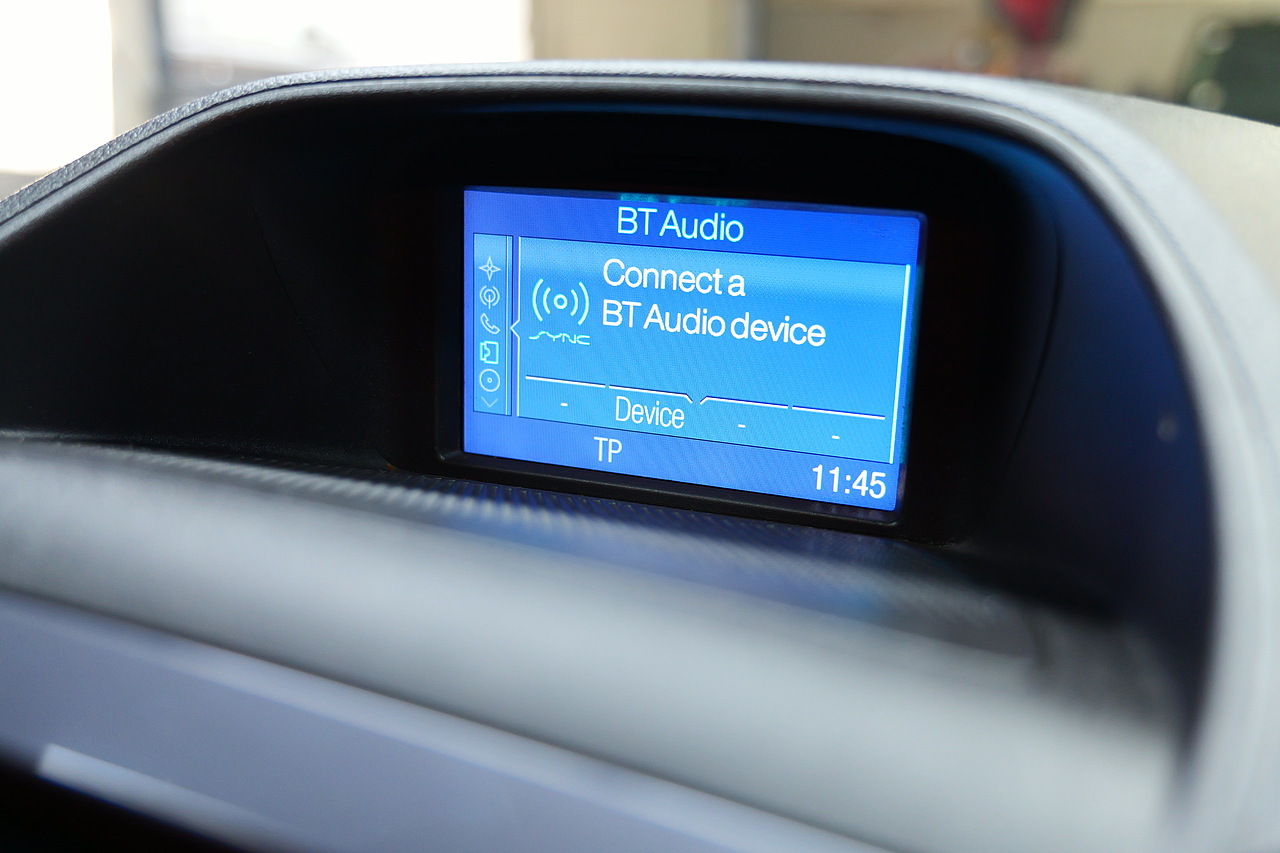 BT Audio
Connect a
BT Audio device
SYNC
- Device - -
TP
11:45